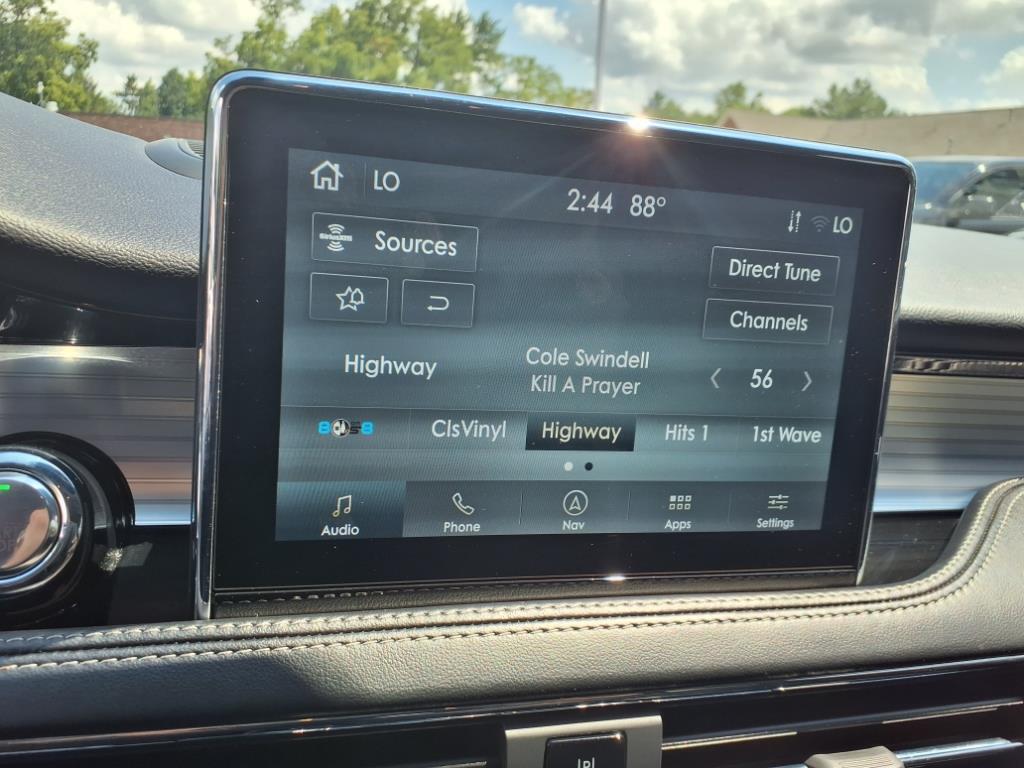 LO
2:44 88°
LO
SiriusXM
Sources
Direct Tune
Channels
Highway
Cole Swindell
Kill A Prayer
56
ClsVinyl
Highway
Hits 1
1st Wave
Audio
Phone
Nav
Apps
Settings